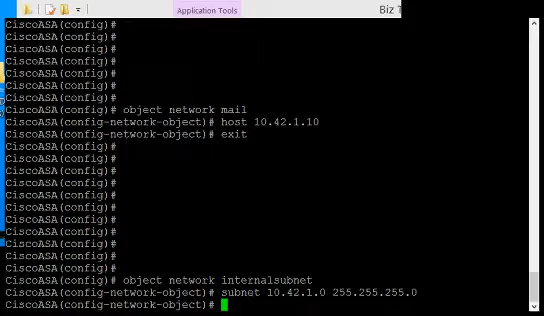 Application Tools
Biz T
CiscoASA(config)#
CiscoASA(config)#
CiscoASA(config)#
CiscoASA(config)#
CiscoASA(config)#
CiscoASA(config)#
CiscoASA(config)#
CiscoASA(config)# object network mail
CiscoASA(config-network-object)# host 10.42.1.10
CiscoASA(config-network-object)# exit
CiscoASA(config)#
CiscoASA(config)#
CiscoASA(config)#
CiscoASA(config)#
CiscoASA(config)#
CiscoASA(config)#
CiscoASA(config)#
CiscoASA(config)#
CiscoASA(config)#
CiscoASA(config)#
CiscoASA(config)#
CiscoASA(config)# object network internalsubnet
CiscoASA(config-network-object)# subnet 10.42.1.0 255.255.255.0
CiscoASA(config-network-object)#